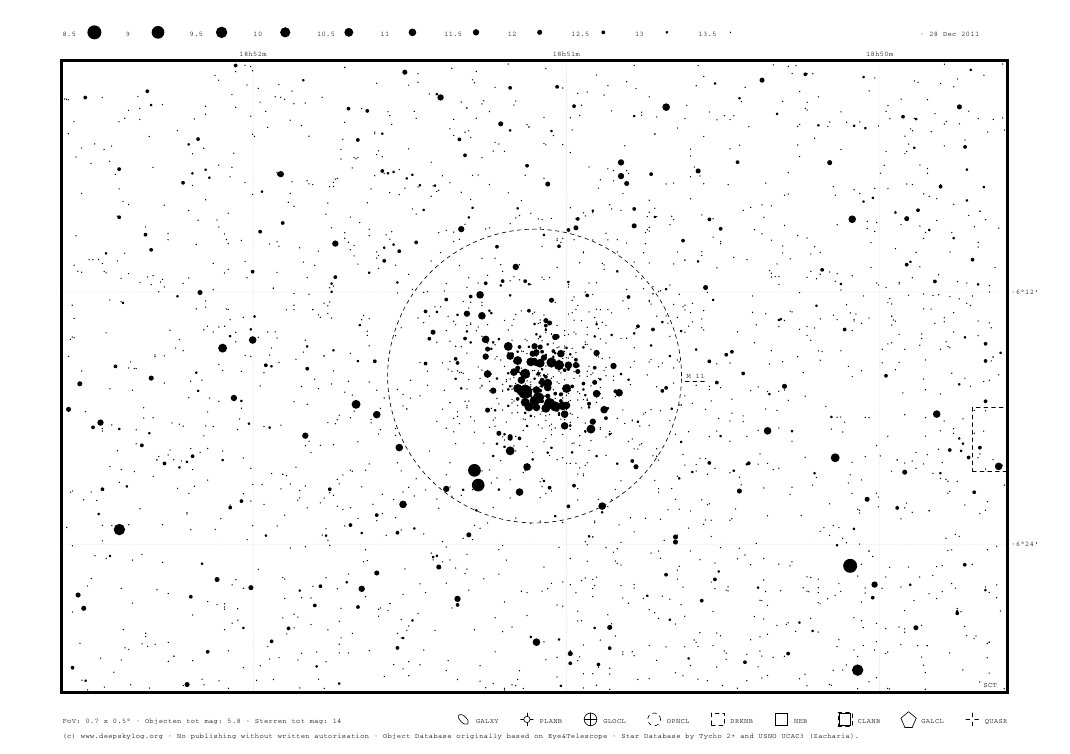 8.5 9 9.5 10 10.5 11 11.5 12 12.5 13 13.5 · 28 Dec 2011
18h52m 18h51m 18h50m
-6°12'
M 11
-6°24'
SCT
FoV: 0.7 x 0.5° · Objecten tot mag: 5.8 · Sterren tot mag: 14 GALXY PLANB GLOCL OPNCL DRKNB NEB CLANB GALCL QUASR
(c) www.deepskylog.org · No publishing without written autorisation · Object Database originally based on Eye&Telescope · Star Database by Tycho 2+ and USNO UCAC3 (Zacharia).